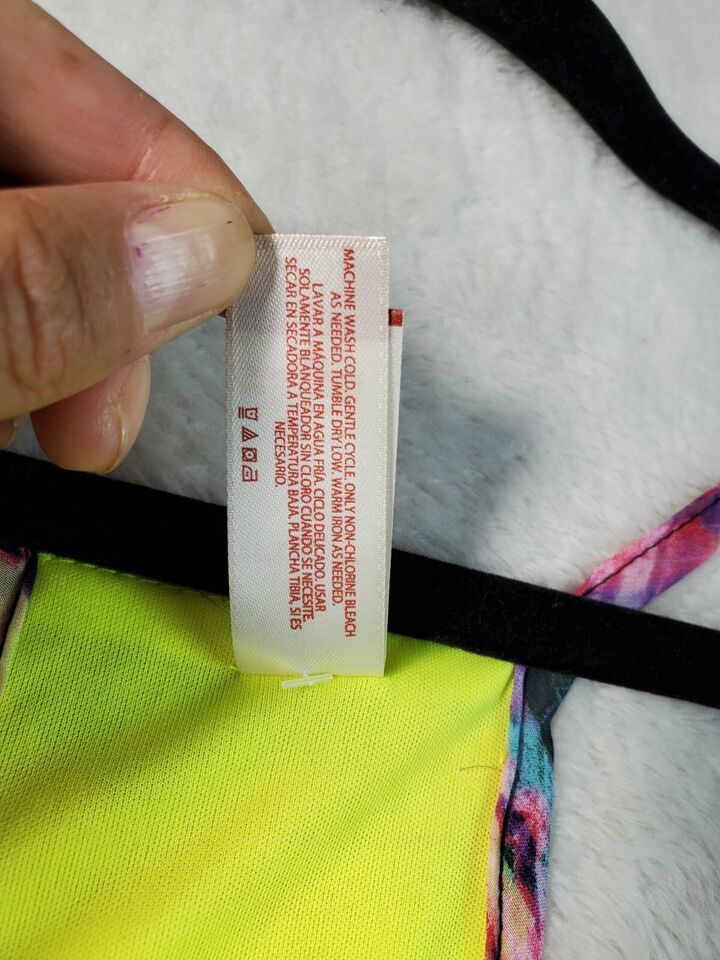 MACHINE WASH COLD. GENTLE CYCLE. ONLY NON-CHLORINE BLEACH
AS NEEDED. TUMBLE DRY LOW. WARM IRON AS NEEDED.
LAVAR A MÁQUINA EN AGUA FRÍA. CICLO DELICADO. USAR
SOLAMENTE BLANQUEADOR SIN CLORO CUANDO SE NECESITE.
SECAR EN SECADORA A TEMPERATURA BAJA. PLANCHA TIBIA, SI ES
NECESARIO.